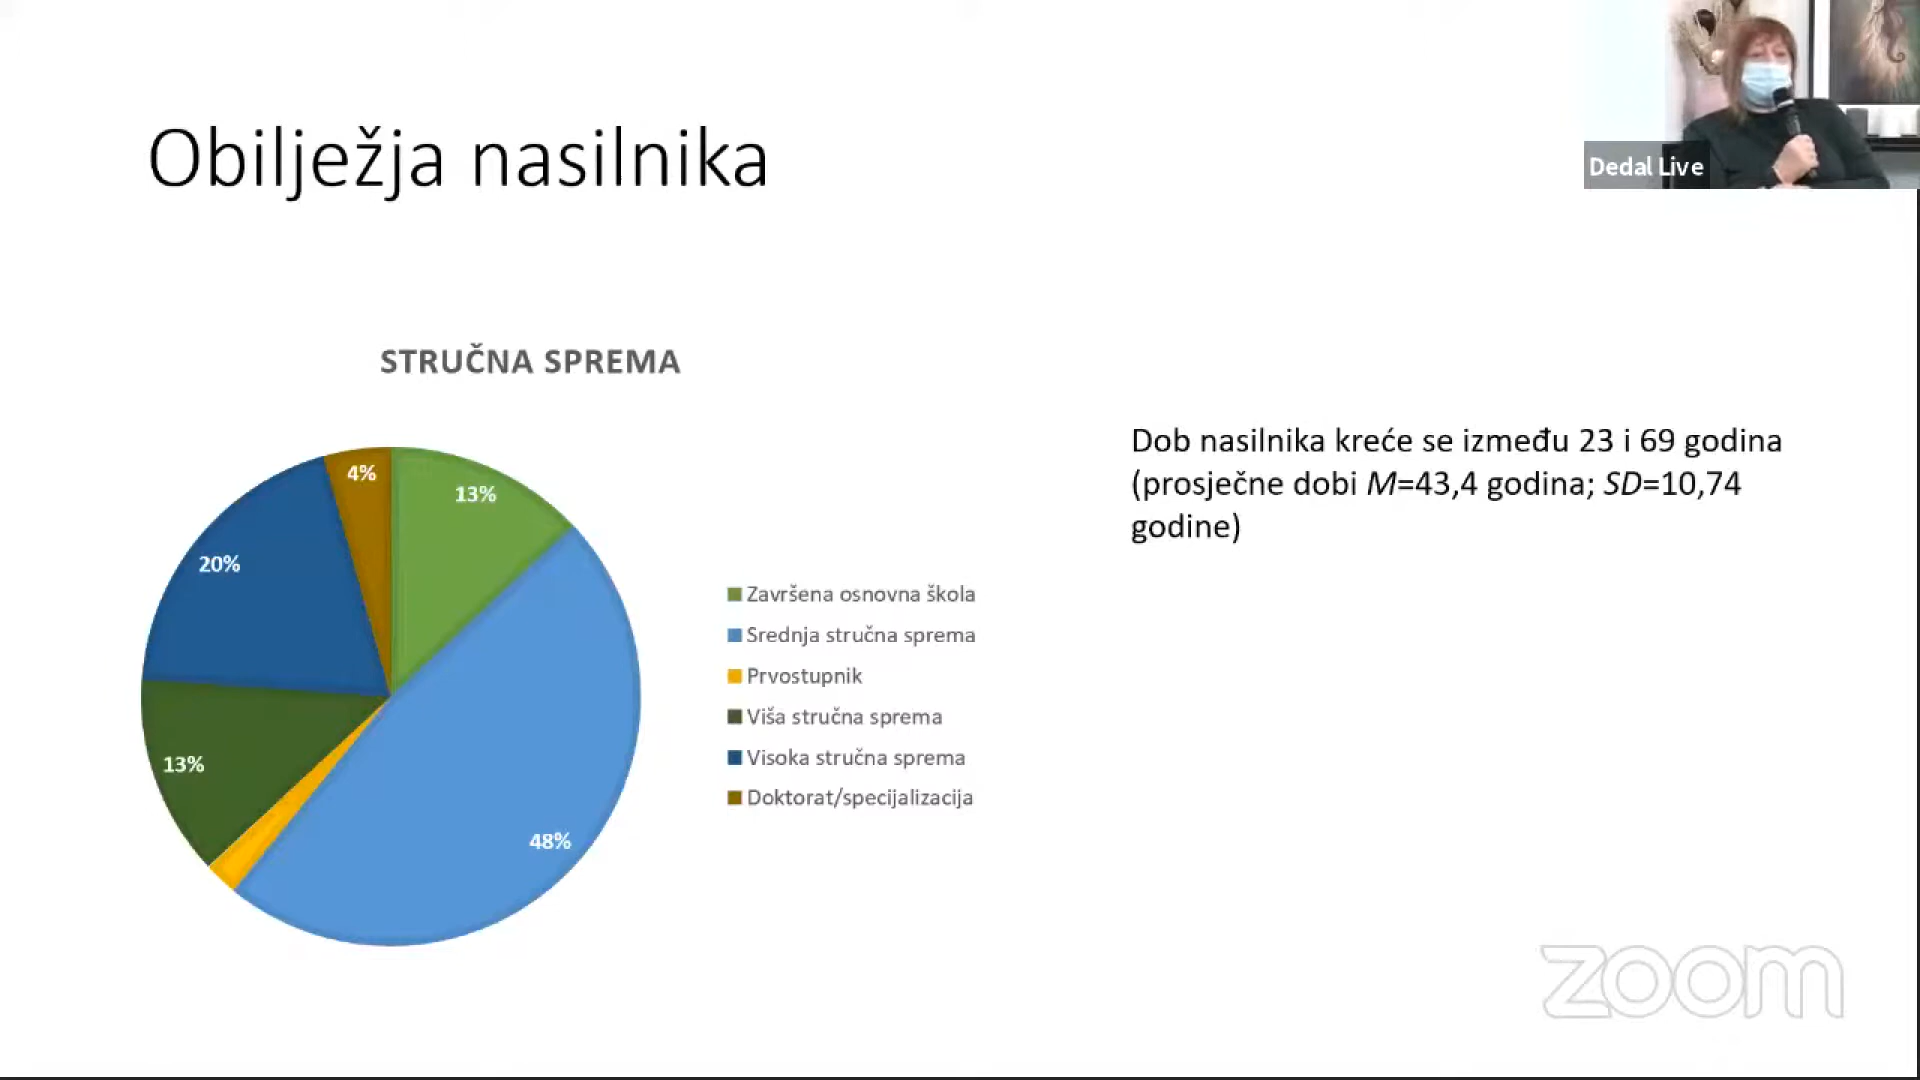 Obilježja nasilnika
Dedal Live
STRUČNA SPREMA
4%
13%
20%
13%
48%
Završena osnovna škola
Srednja stručna sprema
Prvostupnik
Viša stručna sprema
Visoka stručna sprema
Doktorat/specijalizacija
Dob nasilnika kreće se između 23 i 69 godina
(prosječne dobi M=43,4 godina; SD=10,74
godine)
zoom